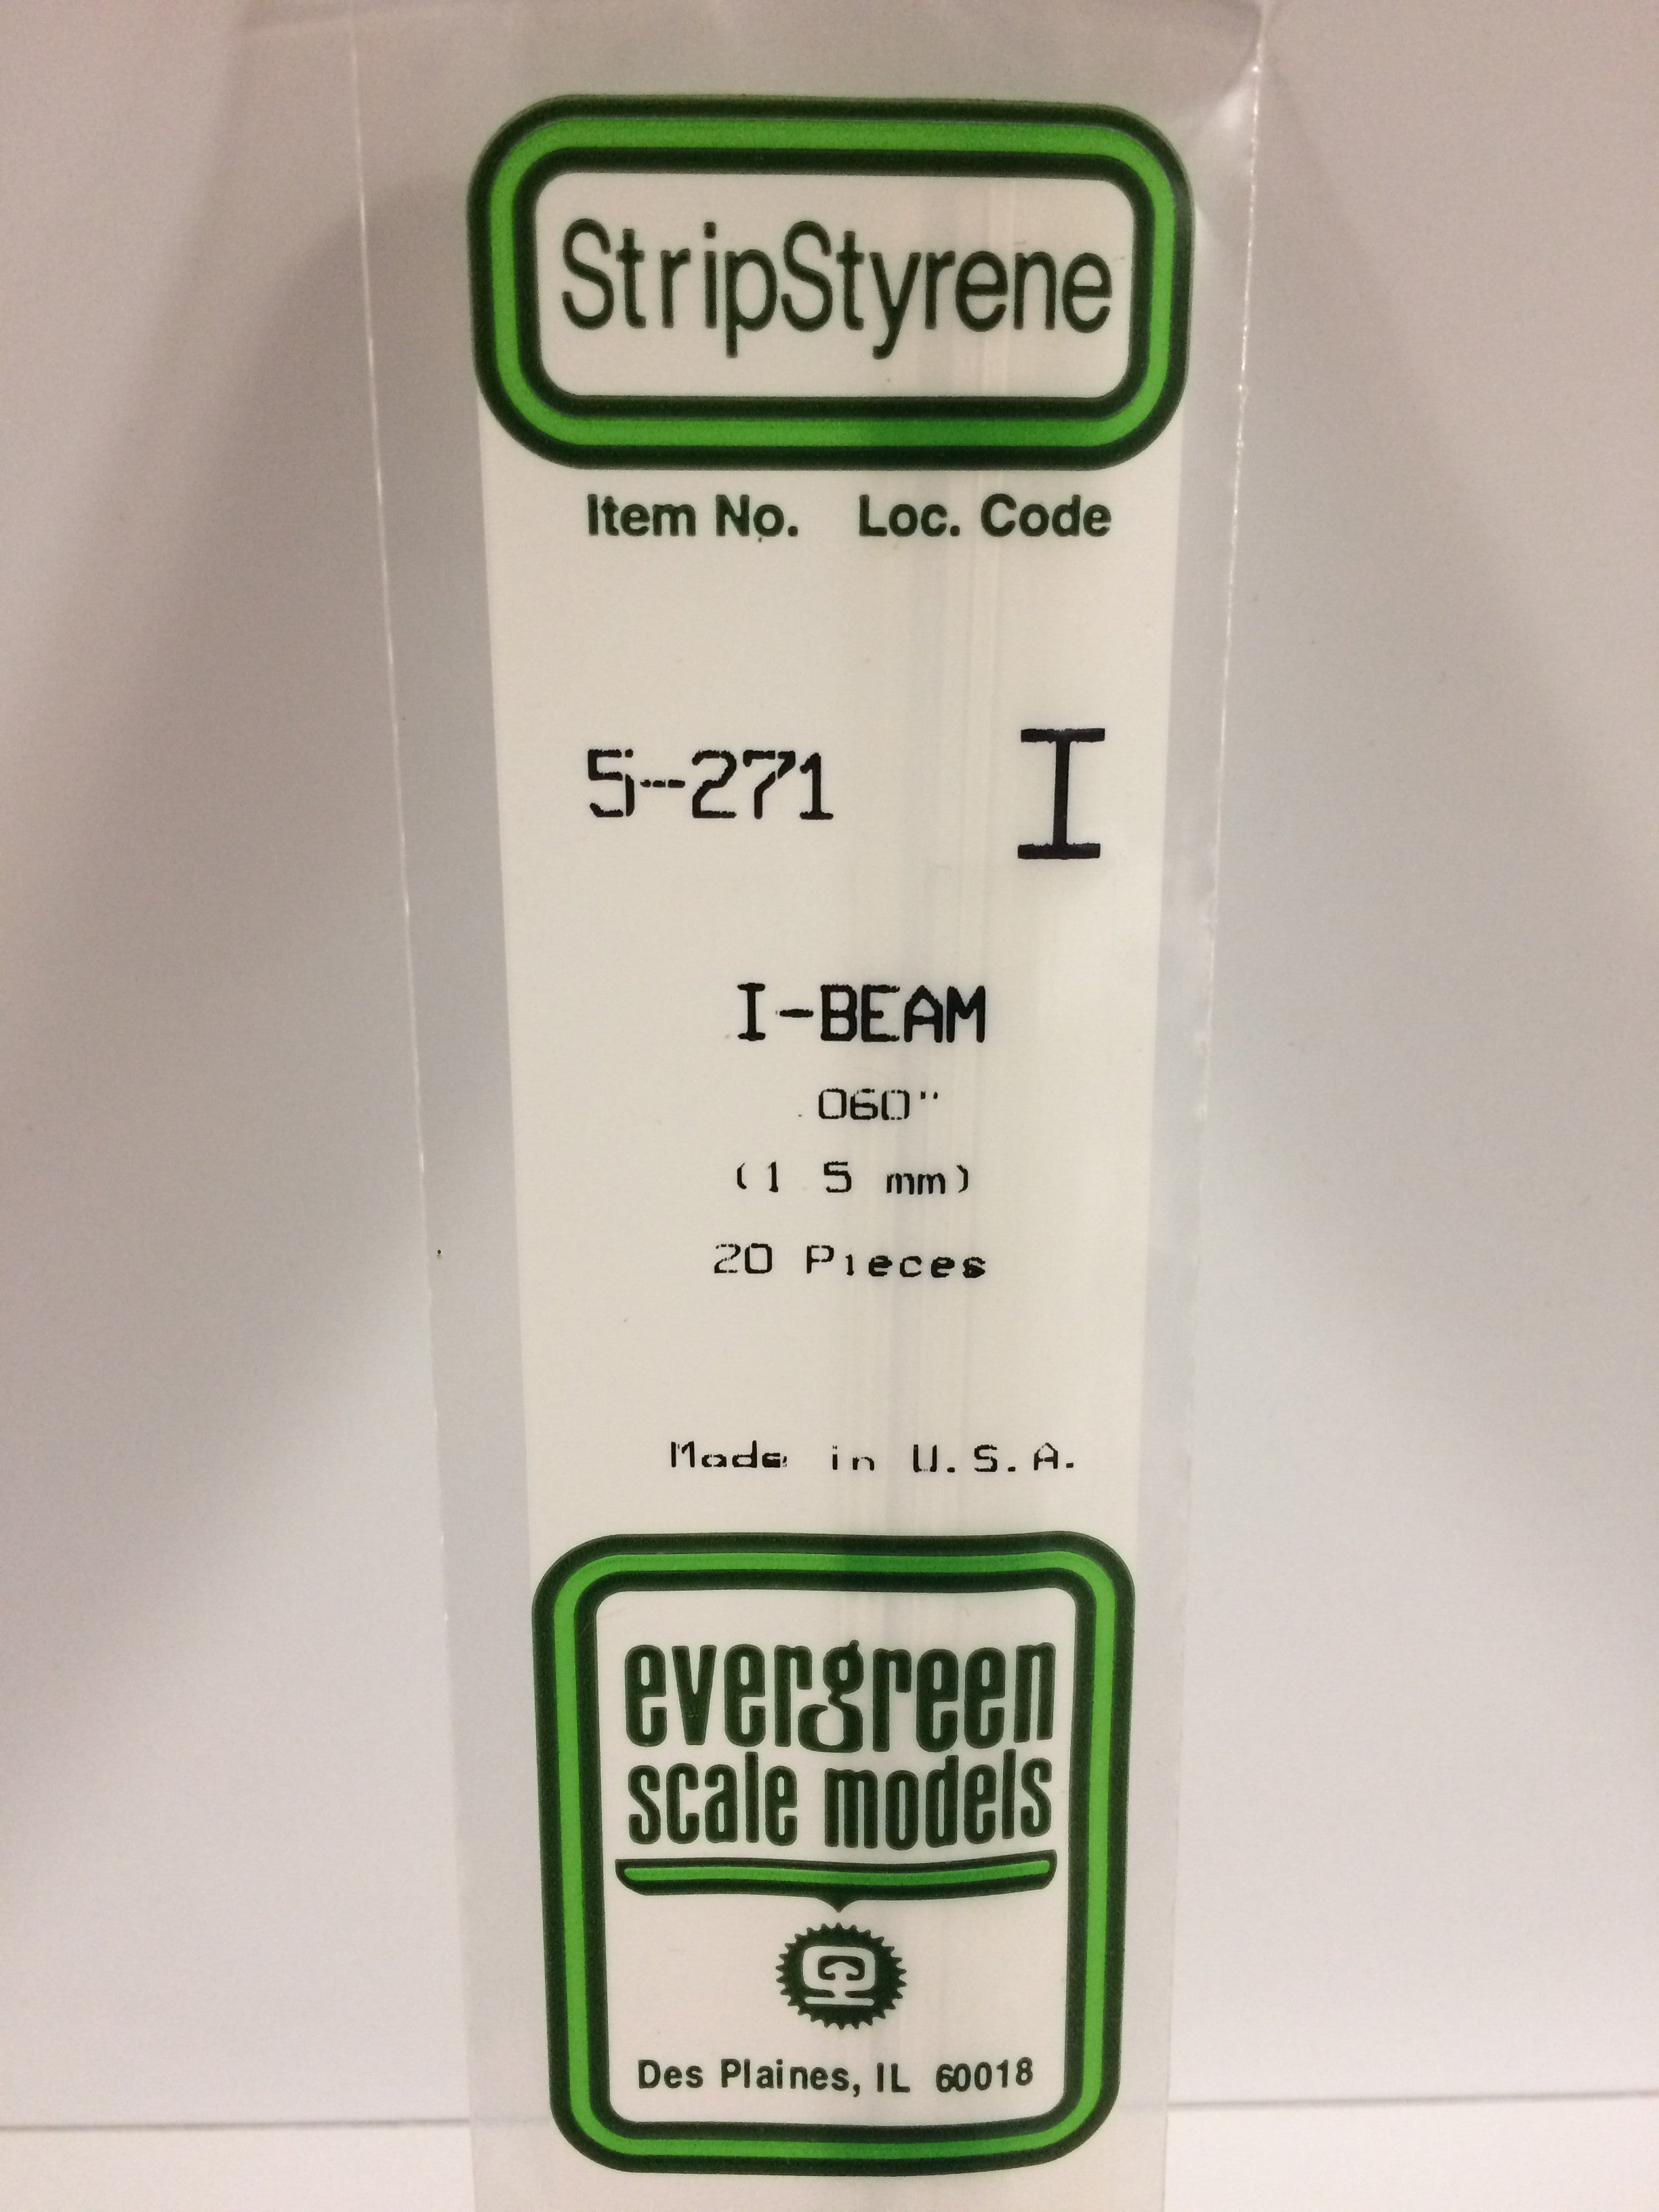 StripStyrene
Item No. Loc. Code
5-271 I
I-BEAM
.060"
(1 5 mm)
20 Pieces
Made in U.S.A.
evergreen
scale models
Des Plaines, IL 60018